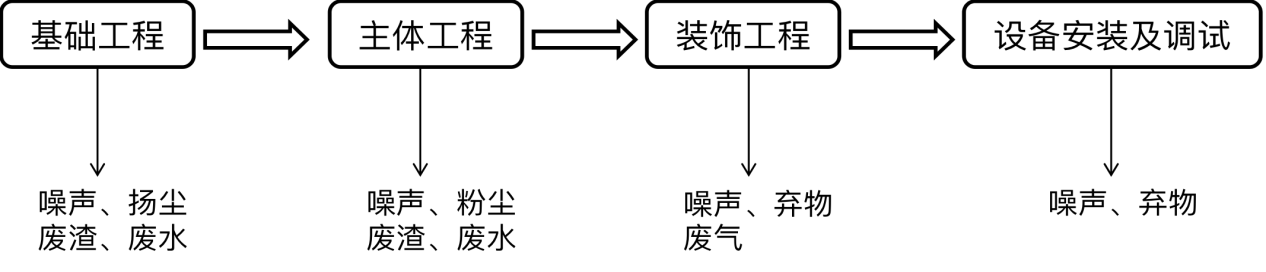 基础工程
主体工程
装饰工程
设备安装及调试
噪声、扬尘
废渣、废水
噪声、粉尘
废渣、废水
噪声、弃物
废气
噪声、弃物